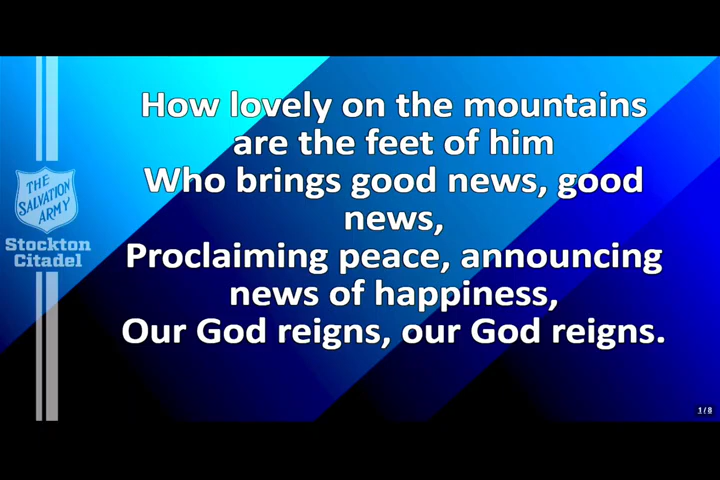 How lovely on the mountains
are the feet of him
Who brings good news, good
news,
Proclaiming peace, announcing
news of happiness,
Our God reigns, our God reigns.
THE
SALVATION
ARMY
Stockton
Citadel
1/8